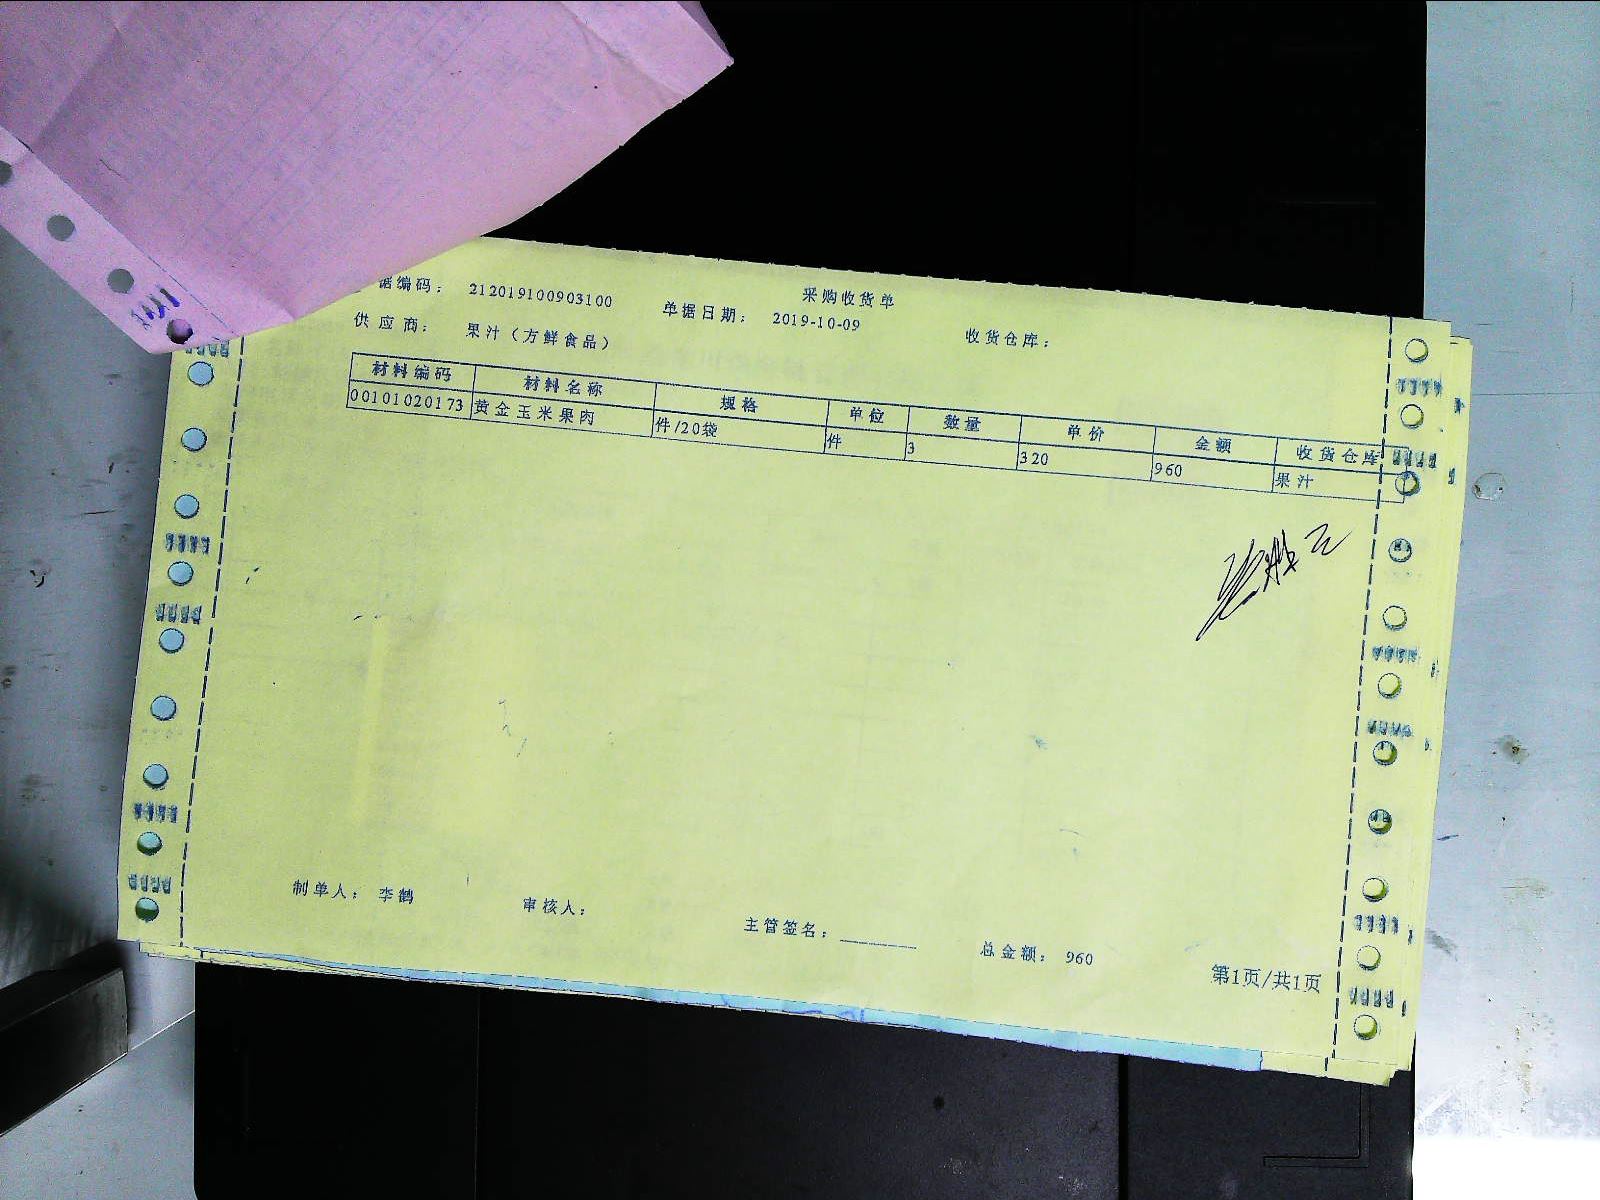 采购收货单
据编码： 212019100903100 单据日期： 2019-10-09 收货仓库：
供应商： 果汁（方鲜食品）
材料编码 材料名称 规格 单位 数量 单价 金额 收货仓库
00101020173 黄金玉米果肉 件/20袋 件 3 320 960 果汁
制单人： 李鹤 审核人： 主管签名： 总金额： 960
第1页/共1页